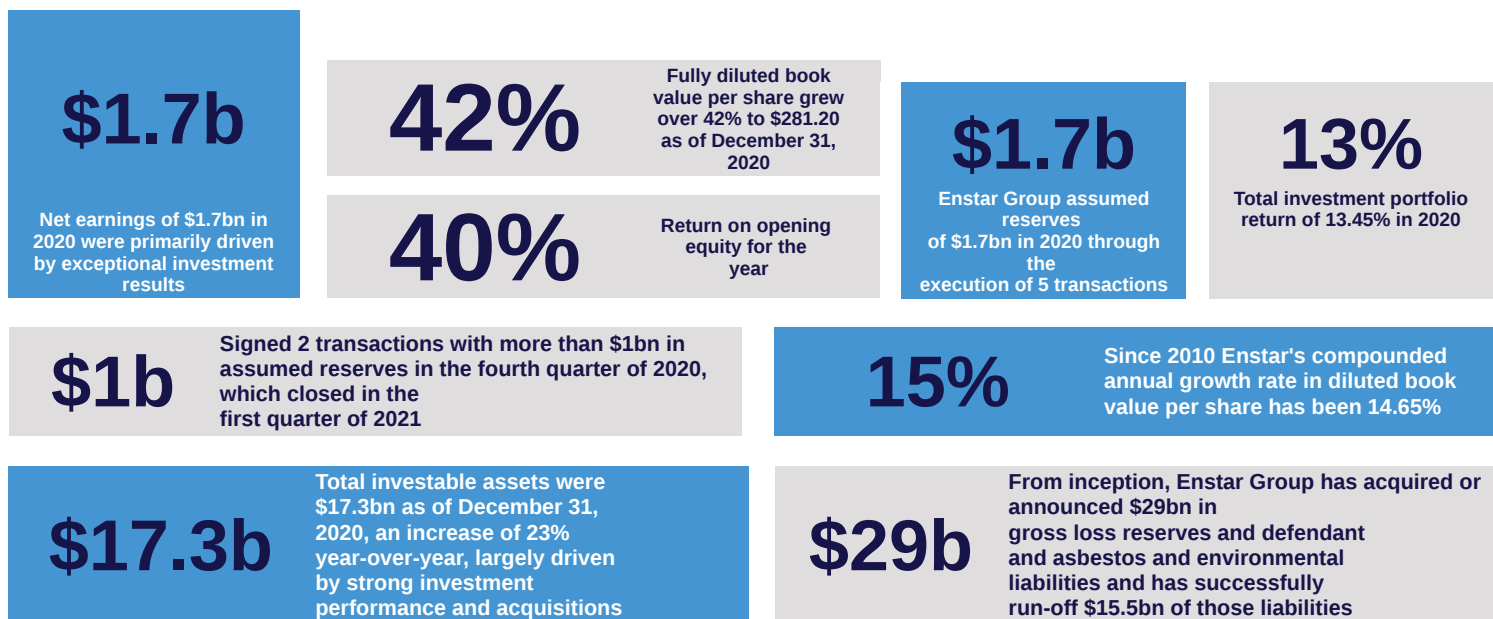 $1.7b
Net earnings of $1.7bn in
2020 were primarily driven
by exceptional investment
results
42%
Fully diluted book
value per share grew
over 42% to $281.20
as of December 31,
2020
40%
Return on opening
equity for the
year
$1.7b
Enstar Group assumed
reserves
of $1.7bn in 2020 through
the
execution of 5 transactions
13%
Total investment portfolio
return of 13.45% in 2020
$1b
Signed 2 transactions with more than $1bn in
assumed reserves in the fourth quarter of 2020,
which closed in the
first quarter of 2021
15%
Since 2010 Enstar's compounded
annual growth rate in diluted book
value per share has been 14.65%
$17.3b
Total investable assets were
$17.3bn as of December 31,
2020, an increase of 23%
year-over-year, largely driven
by strong investment
performance and acquisitions
$29b
From inception, Enstar Group has acquired or
announced $29bn in
gross loss reserves and defendant
and asbestos and environmental
liabilities and has successfully
run-off $15.5bn of those liabilities